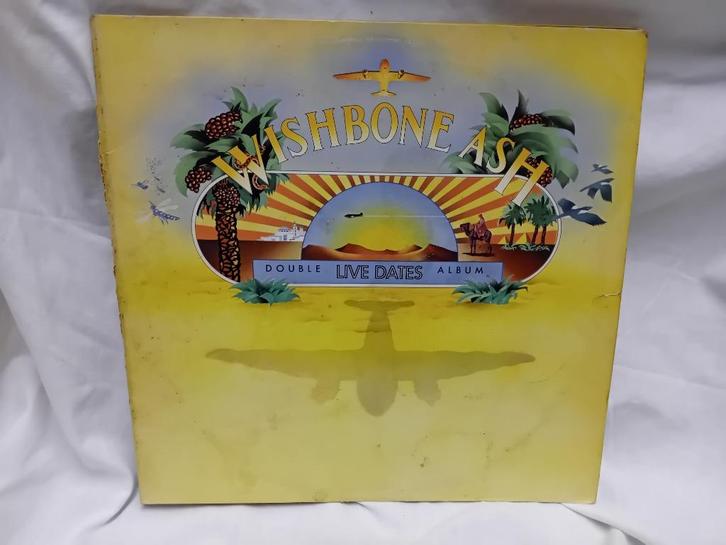 WISHBONE ASH
DOUBLE LIVE DATES ALBUM